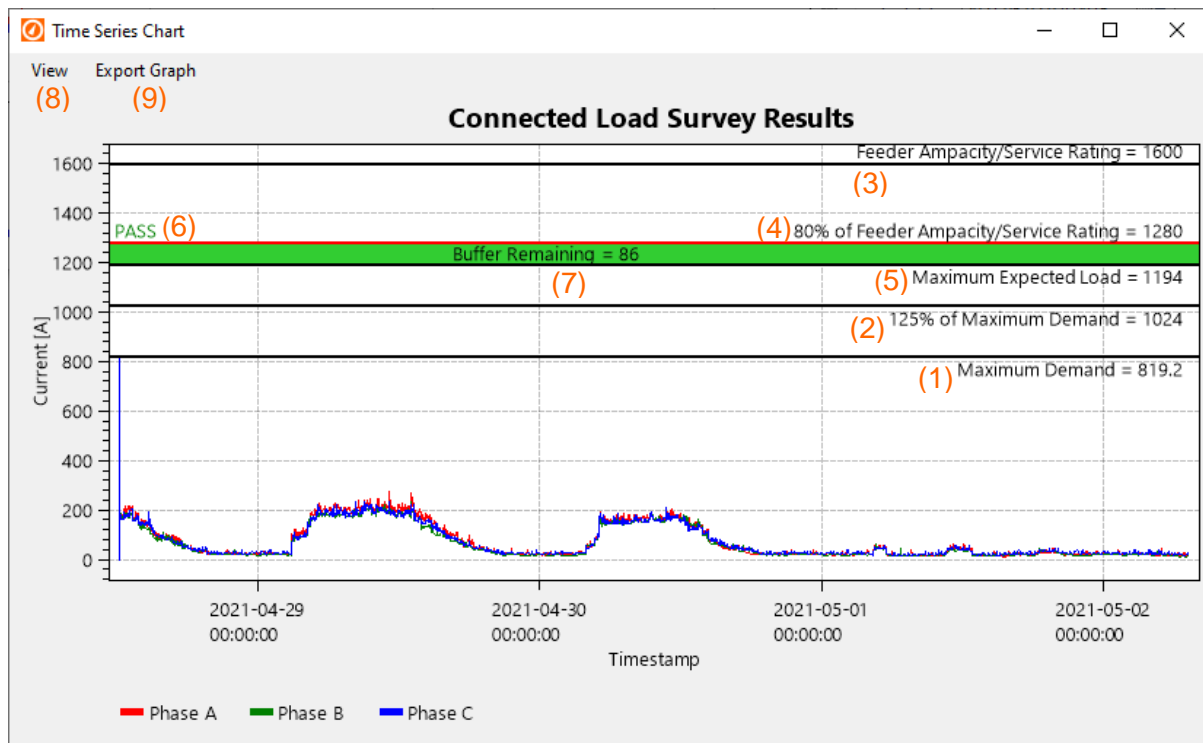 Time Series Chart
View Export Graph
(8) (9)
Connected Load Survey Results
Feeder Ampacity/Service Rating = 1600
1600
(3)
1400
PASS (6) (4) 80% of Feeder Ampacity/Service Rating = 1280
Buffer Remaining = 86
1200
(7) (5) Maximum Expected Load = 1194
1000
(2) 125% of Maximum Demand = 1024
800
(1) Maximum Demand = 819.2
Current [A]
600
400
200
0
2021-04-29 2021-04-30 2021-05-01 2021-05-02
00:00:00 00:00:00 00:00:00 00:00:00
Timestamp
Phase A Phase B Phase C